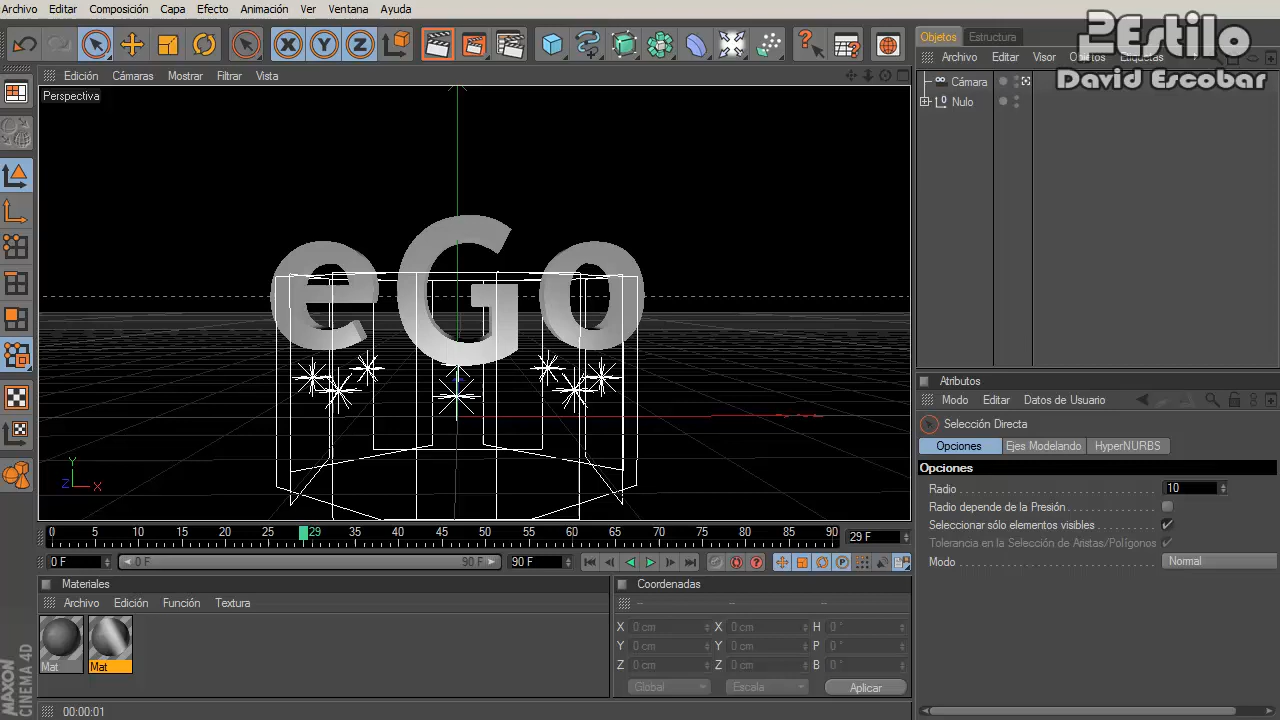 Archivo Editar Composición Capa Efecto Animación Ver Ventana Ayuda
Estilo
David Escobar
Objetos Estructura
Archivo Editar Visor Objetos Etiquetas
Edición Cámaras Mostrar Filtrar Vista
Perspectiva
Cámara
Nulo
eGo
Y
Z X
Atributos
Modo Editar Datos de Usuario
Selección Directa
Opciones Ejes Modelando HyperNURBS
Opciones
Radio 10
Radio depende de la Presión
Seleccionar sólo elementos visibles
Tolerancia en la Selección de Aristas/Polígonos
Modo Normal
0 5 10 15 20 25 29 35 40 45 50 55 60 65 70 75 80 85 90 29 F
0 F 0 F 90 F 90 F
Materiales
Archivo Edición Función Textura
Mat Mat
Coordenadas
X 0 cm X 0 cm H 0 °
Y 0 cm Y 0 cm P 0 °
Z 0 cm Z 0 cm B 0 °
Global Escala Aplicar
MAXON
CINEMA 4D
00:00:01